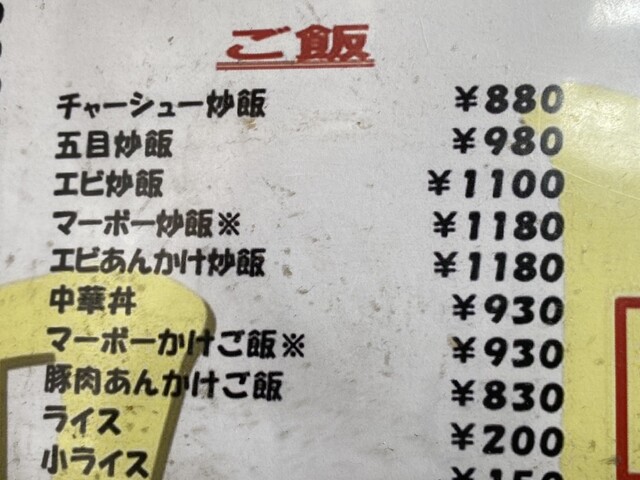 ご飯
チャーシュー炒飯 ¥880
五目炒飯 ¥980
エビ炒飯 ¥1100
マーボー炒飯※ ¥1180
エビあんかけ炒飯 ¥1180
中華丼 ¥930
マーボーかけご飯※ ¥930
豚肉あんかけご飯 ¥830
ライス ¥200
小ライス ¥150